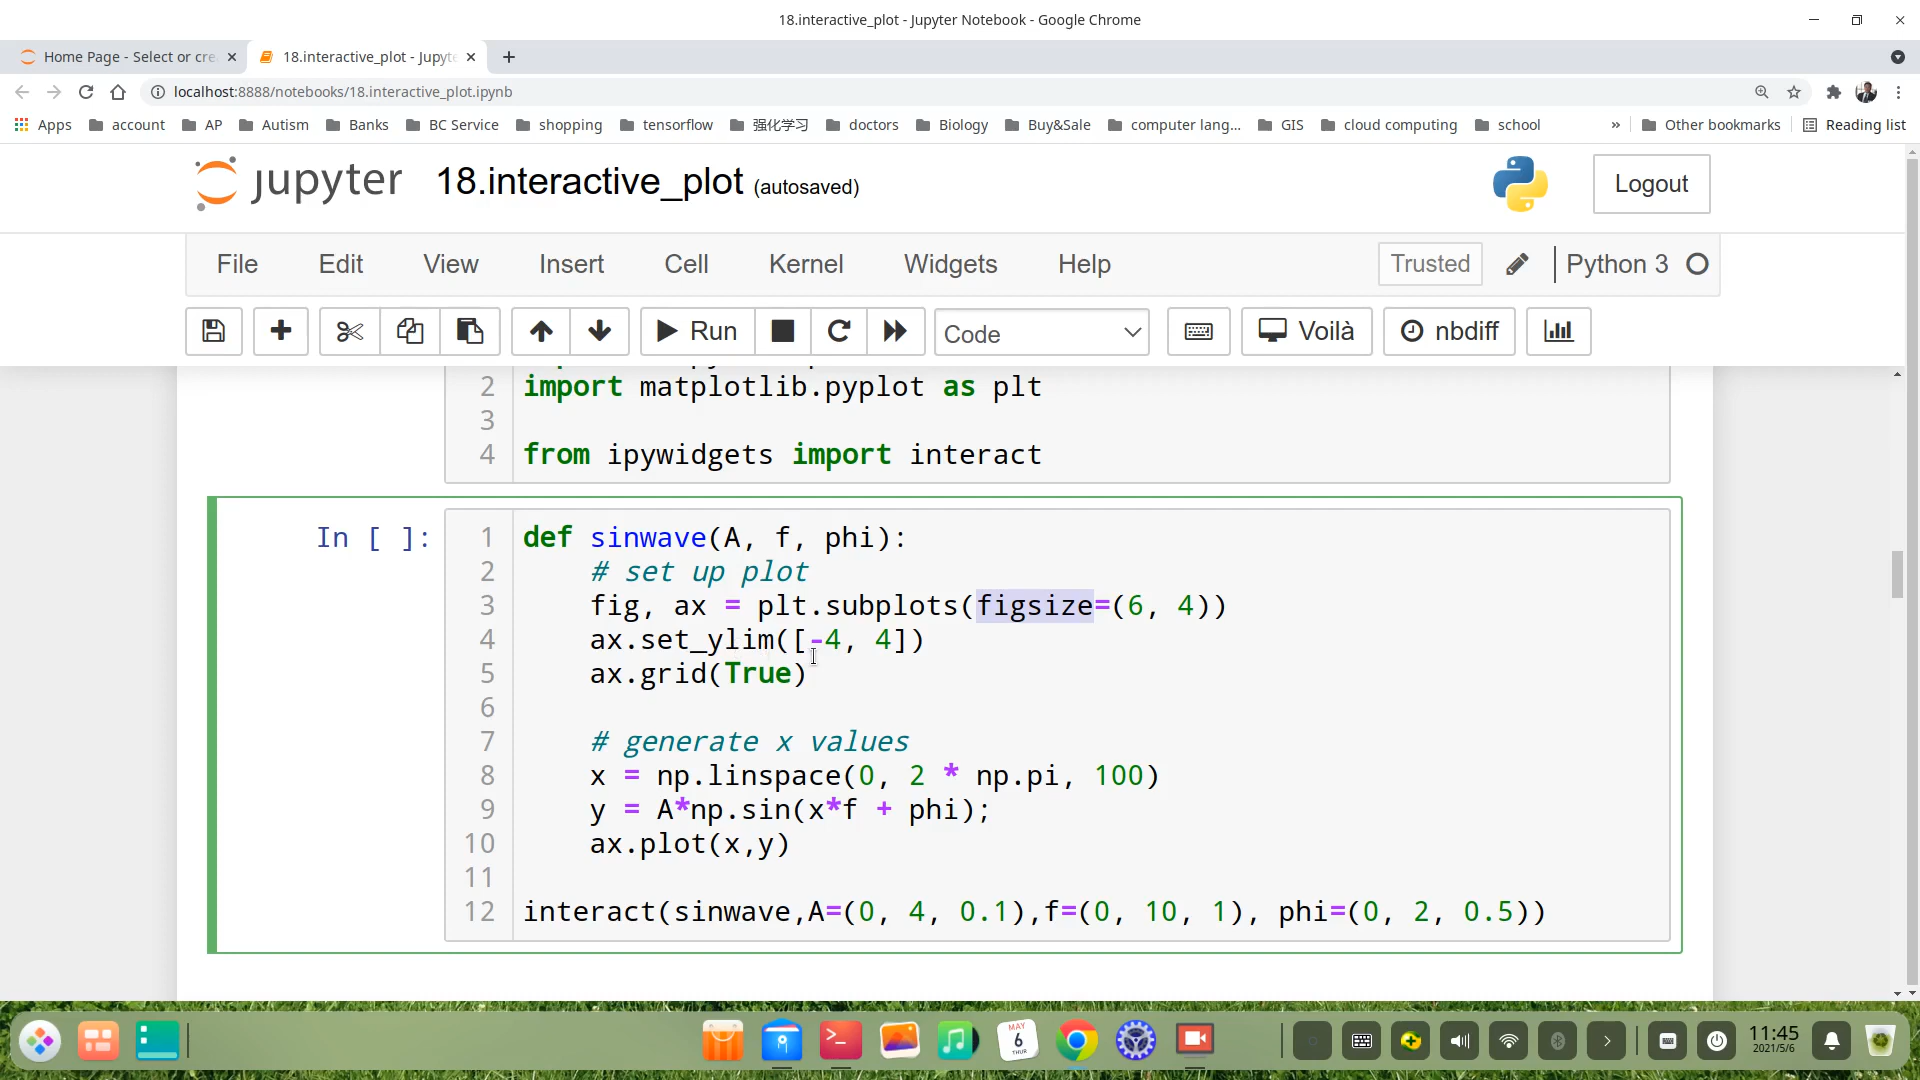 18.interactive_plot - Jupyter Notebook - Google Chrome
Home Page - Select or cre
18.interactive_plot - Jupyte
localhost:8888/notebooks/18.interactive_plot.ipynb
Apps account AP Autism Banks BC Service shopping tensorflow 强化学习 doctors Biology Buy&Sale computer lang... GIS cloud computing school » Other bookmarks Reading list
jupyter 18.interactive_plot (autosaved) Logout
File Edit View Insert Cell Kernel Widgets Help Trusted Python 3
Run Code Voilà nbdiff
2 import matplotlib.pyplot as plt
3
4 from ipywidgets import interact
In [ ]: 1 def sinwave(A, f, phi):
2 # set up plot
3 fig, ax = plt.subplots(figsize=(6, 4))
4 ax.set_ylim([-4, 4])
5 ax.grid(True)
6
7 # generate x values
8 x = np.linspace(0, 2 * np.pi, 100)
9 y = A*np.sin(x*f + phi);
10 ax.plot(x,y)
11
12 interact(sinwave,A=(0, 4, 0.1),f=(0, 10, 1), phi=(0, 2, 0.5))
MAY
6
THUR
11:45
2021/5/6